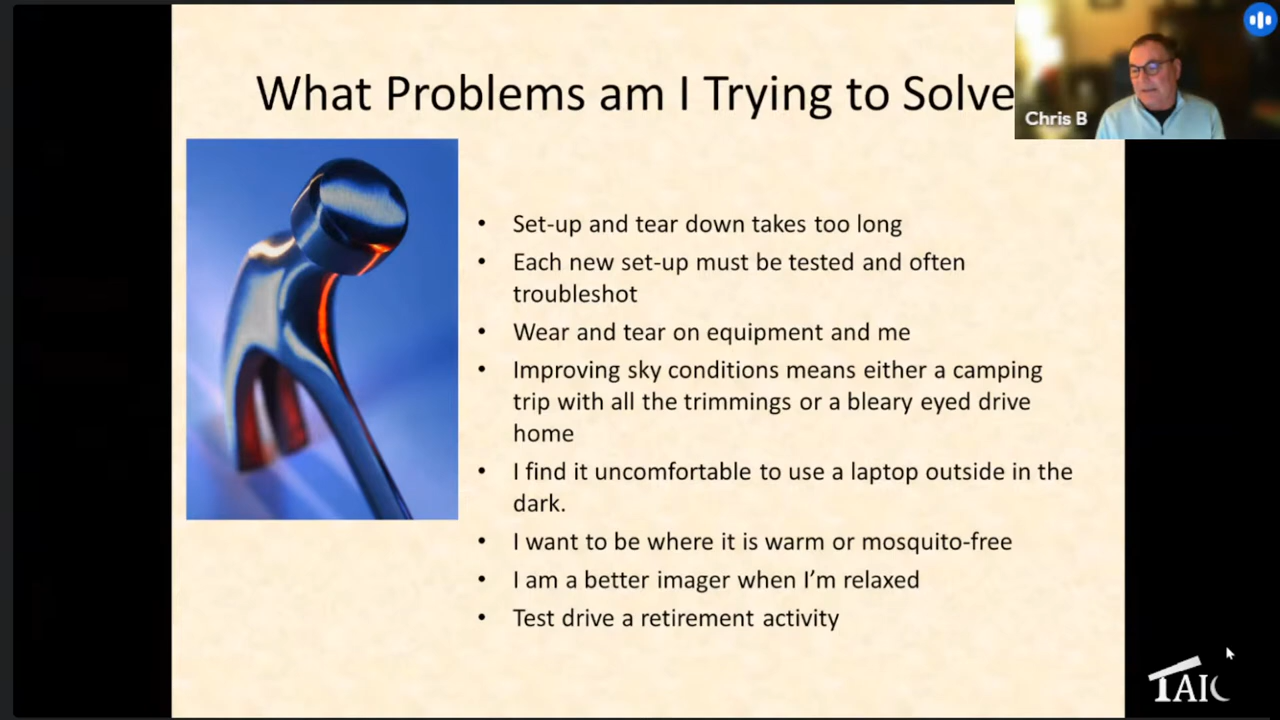 What Problems am I Trying to Solve
Chris B
• Set-up and tear down takes too long
• Each new set-up must be tested and often
troubleshot
• Wear and tear on equipment and me
• Improving sky conditions means either a camping
trip with all the trimmings or a bleary eyed drive
home
• I find it uncomfortable to use a laptop outside in the
dark.
• I want to be where it is warm or mosquito-free
• I am a better imager when I’m relaxed
• Test drive a retirement activity
TAIC